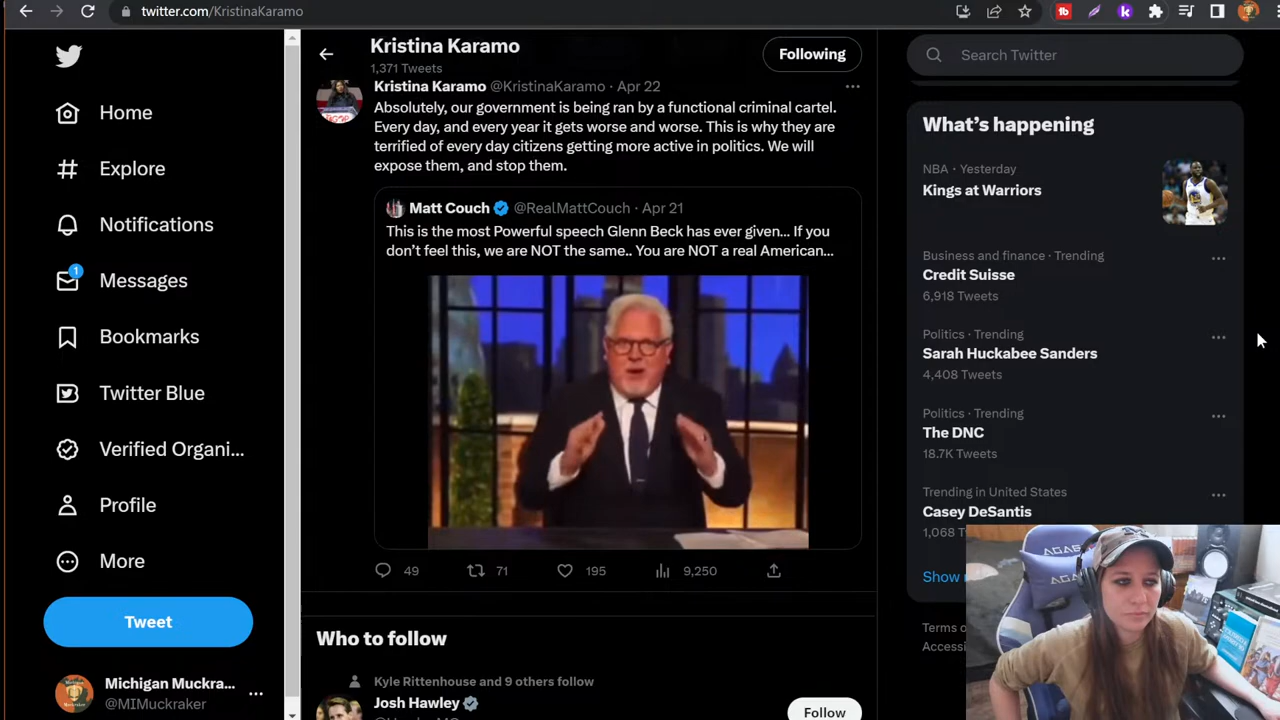 twitter.com/KristinaKaramo
Home
Explore
Notifications
1
Messages
Bookmarks
Twitter Blue
Verified Organi...
Profile
More
Tweet
Michigan Muckra...
@MIMuckraker
Kristina Karamo
1,371 Tweets
Following
Kristina Karamo @KristinaKaramo · Apr 22
Absolutely, our government is being ran by a functional criminal cartel.
Every day, and every year it gets worse and worse. This is why they are
terrified of every day citizens getting more active in politics. We will
expose them, and stop them.
Matt Couch @RealMattCouch · Apr 21
This is the most Powerful speech Glenn Beck has ever given... If you
don't feel this, we are NOT the same.. You are NOT a real American...
49 71 195 9,250
Who to follow
Kyle Rittenhouse and 9 others follow
Josh Hawley
Follow
Search Twitter
What's happening
NBA · Yesterday
Kings at Warriors
Business and finance · Trending
Credit Suisse
6,918 Tweets
Politics · Trending
Sarah Huckabee Sanders
4,408 Tweets
Politics · Trending
The DNC
18.7K Tweets
Trending in United States
Casey DeSantis
1,068
Show
Terms